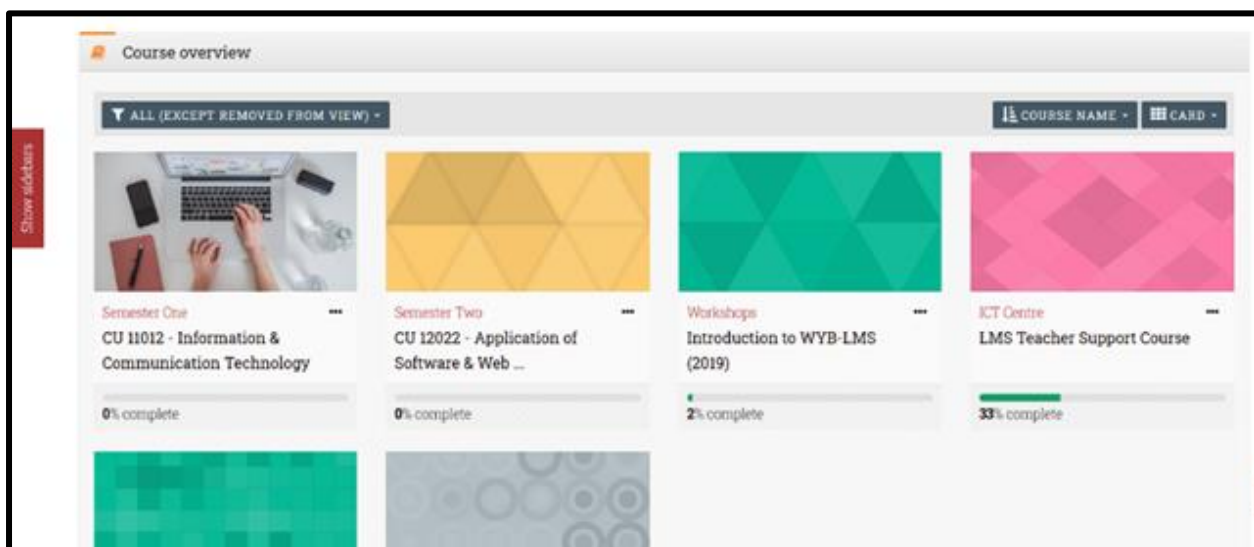 Course overview
ALL (EXCEPT REMOVED FROM VIEW)
COURSE NAME
CARD
Show sidebars
Semester One
CU 11012 - Information &
Communication Technology
0% complete
Semester Two
CU 12022 - Application of
Software & Web ...
0% complete
Workshops
Introduction to WYB-LMS
(2019)
2% complete
ICT Centre
LMS Teacher Support Course
33% complete